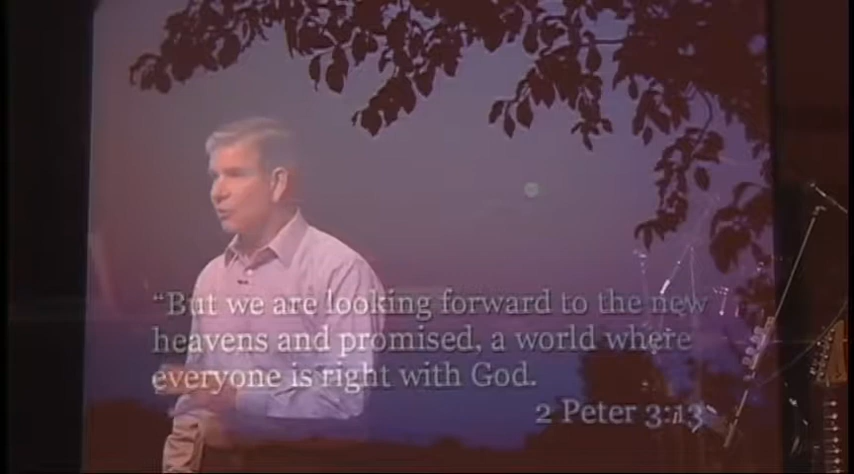 “But we are looking forward to the new
heavens and promised, a world where
everyone is right with God.
2 Peter 3:13